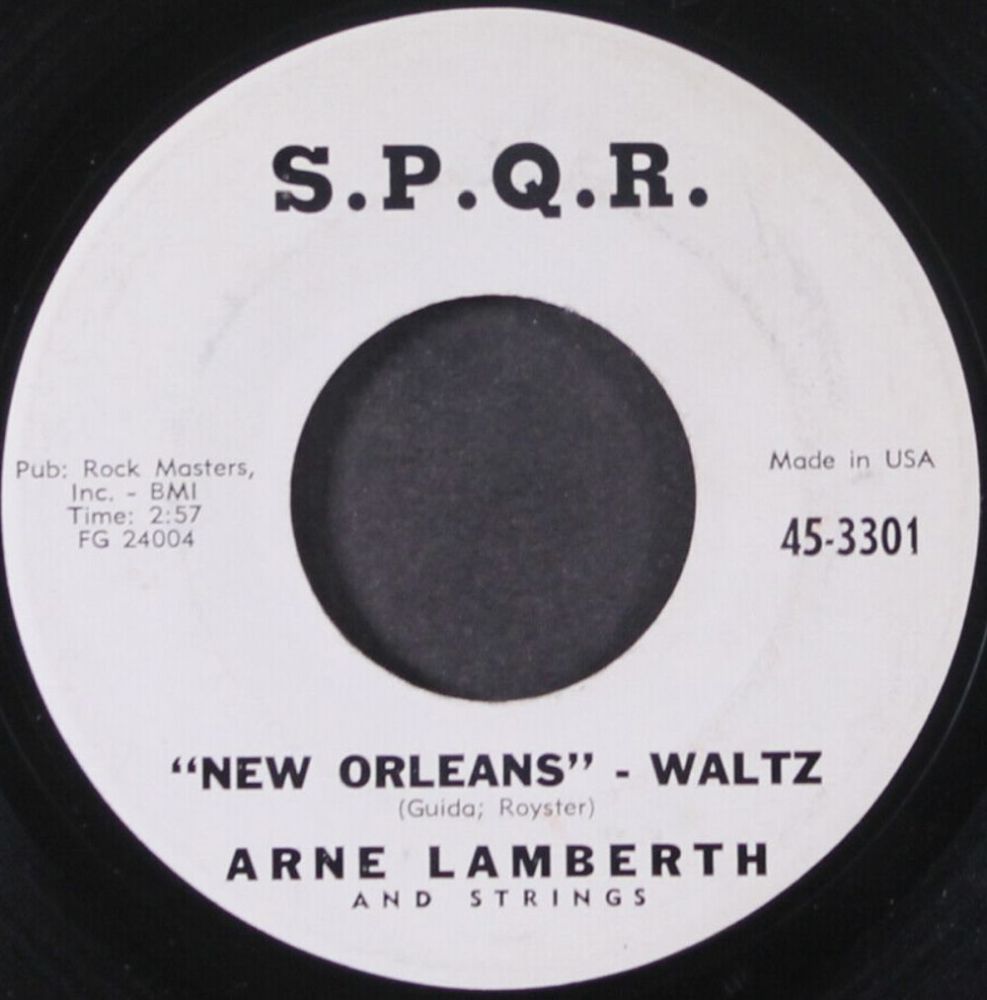 S.P.Q.R.
Pub: Rock Masters,
Inc. - BMI
Time: 2:57
FG 24004
Made in USA
45-3301
“NEW ORLEANS” - WALTZ
(Guida; Royster)
ARNE LAMBERTH
AND STRINGS